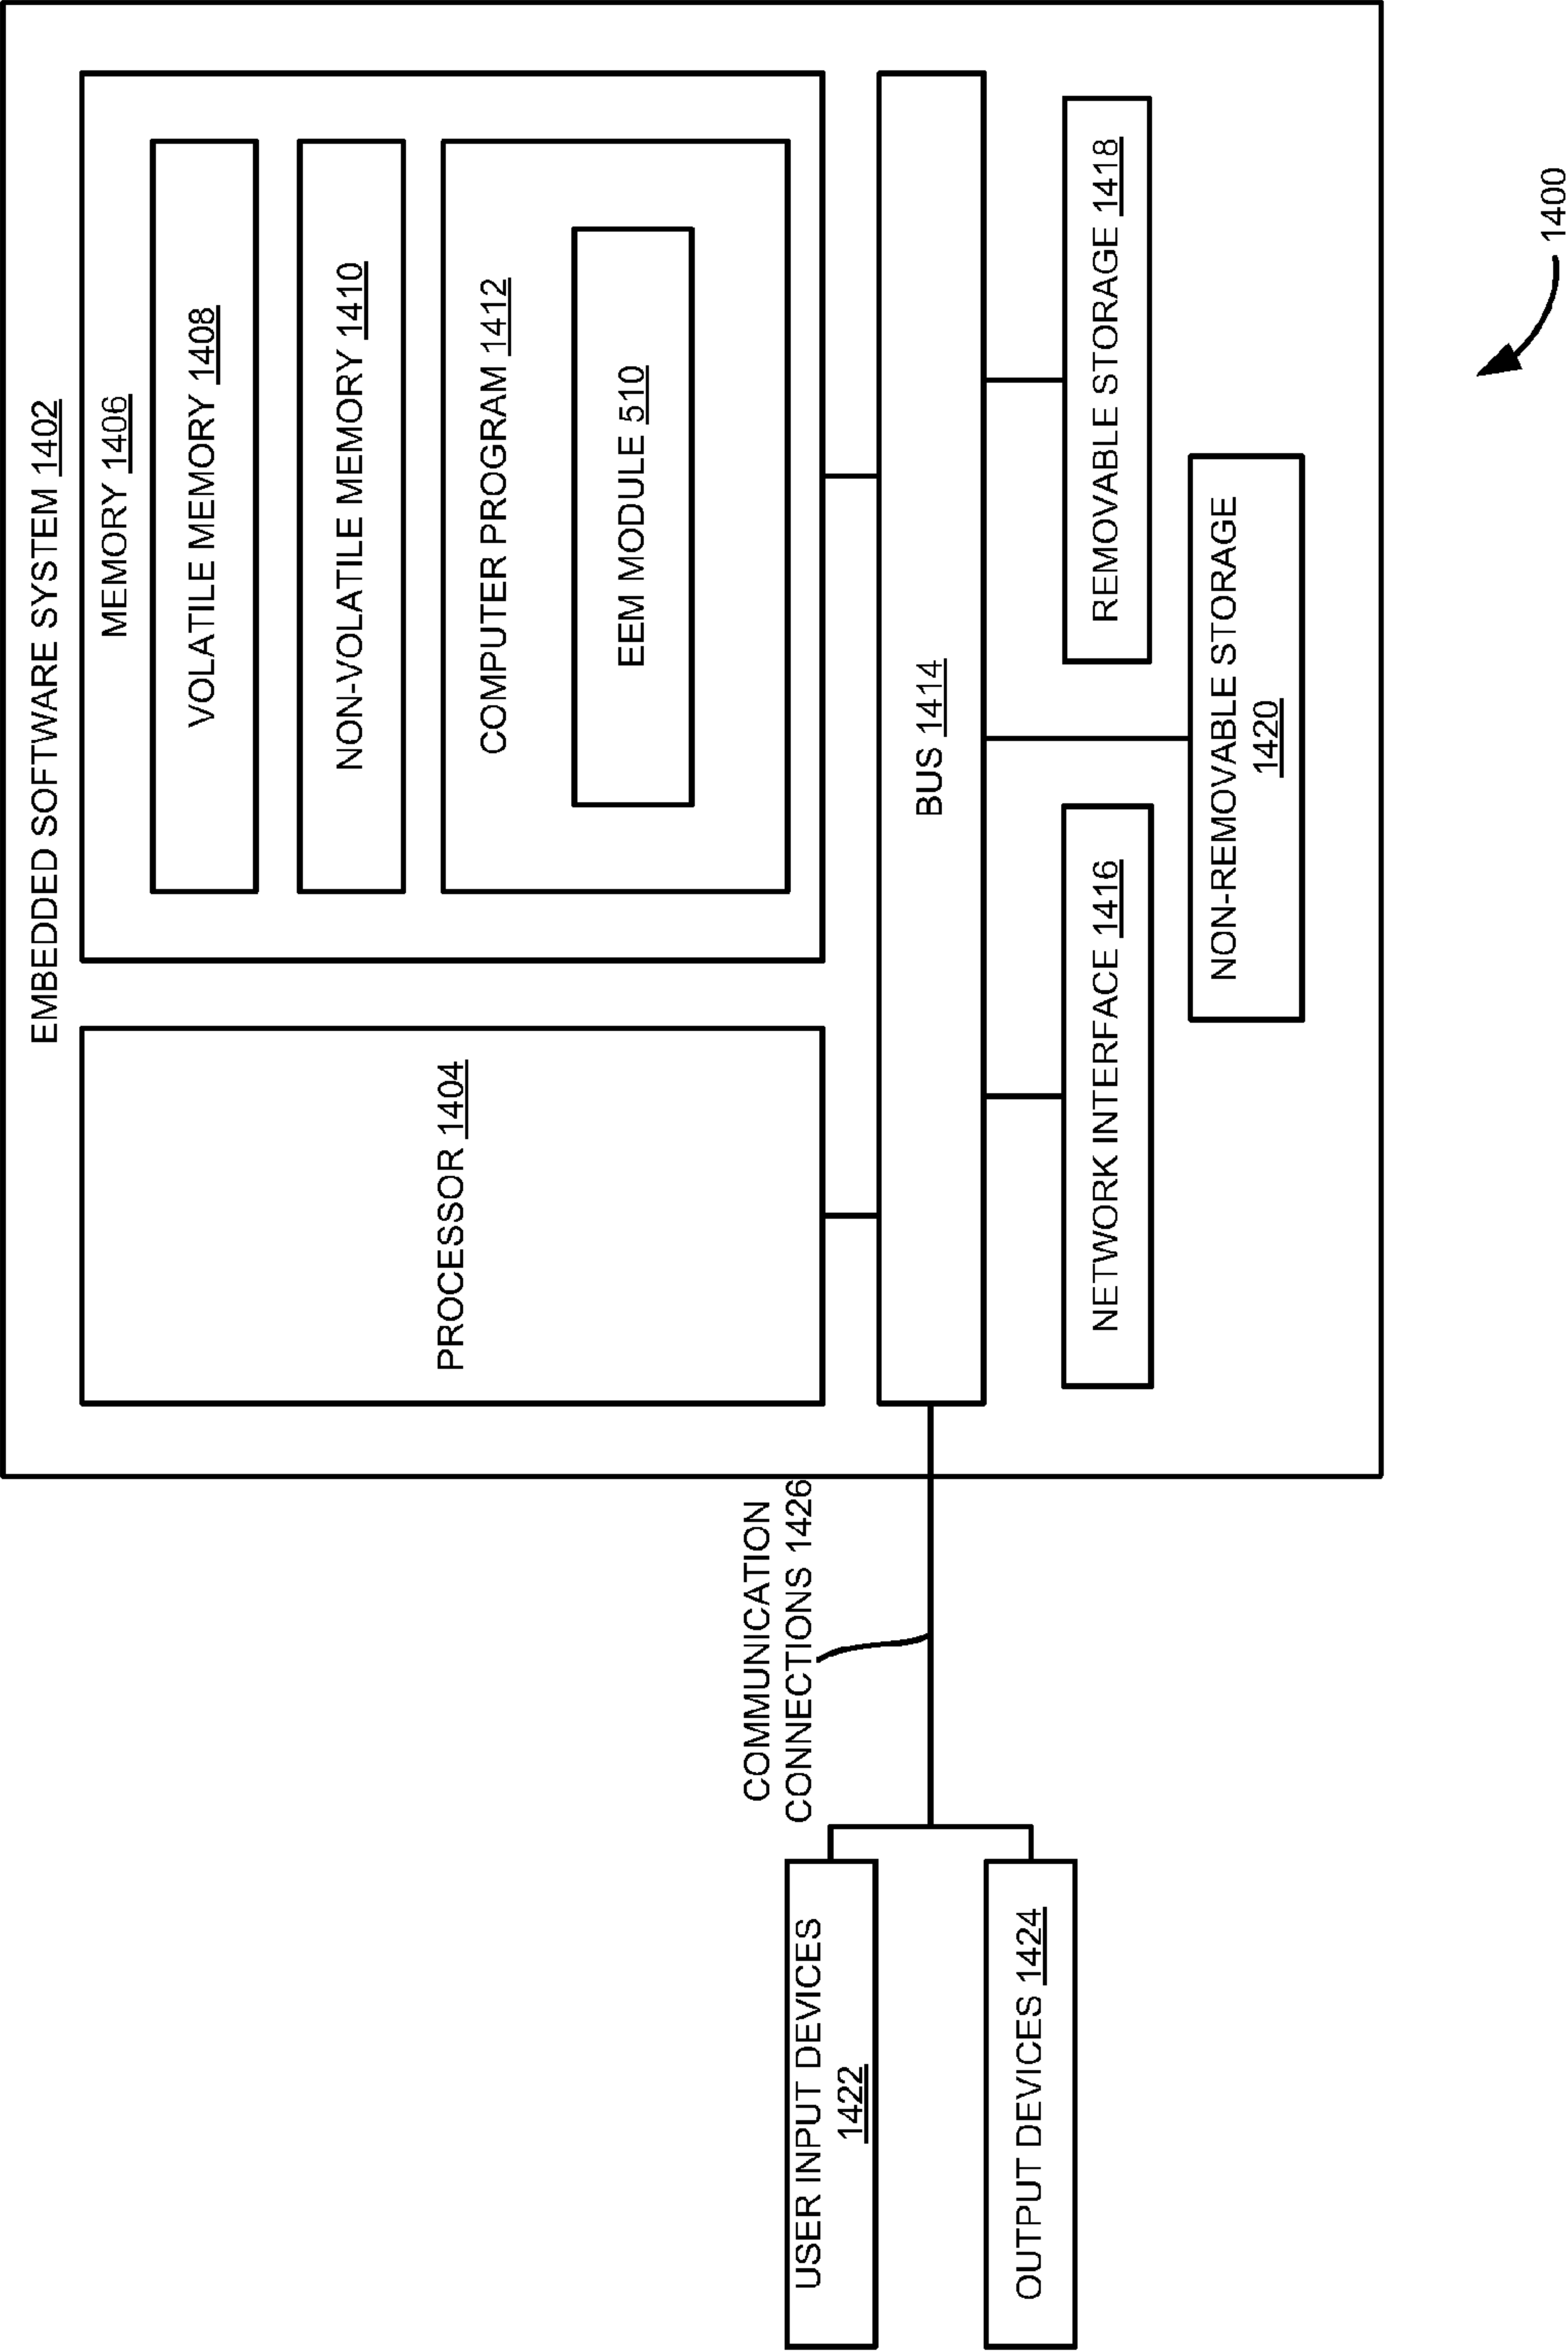 EMBEDDED SOFTWARE SYSTEM 1402
MEMORY 1406
VOLATILE MEMORY 1408
NON-VOLATILE MEMORY 1410
COMPUTER PROGRAM 1412
EEM MODULE 510
PROCESSOR 1404
COMMUNICATION
CONNECTIONS 1426
USER INPUT DEVICES
1422
OUTPUT DEVICES 1424
BUS 1414
NETWORK INTERFACE 1416
REMOVABLE STORAGE 1418
NON-REMOVABLE STORAGE
1420
1400